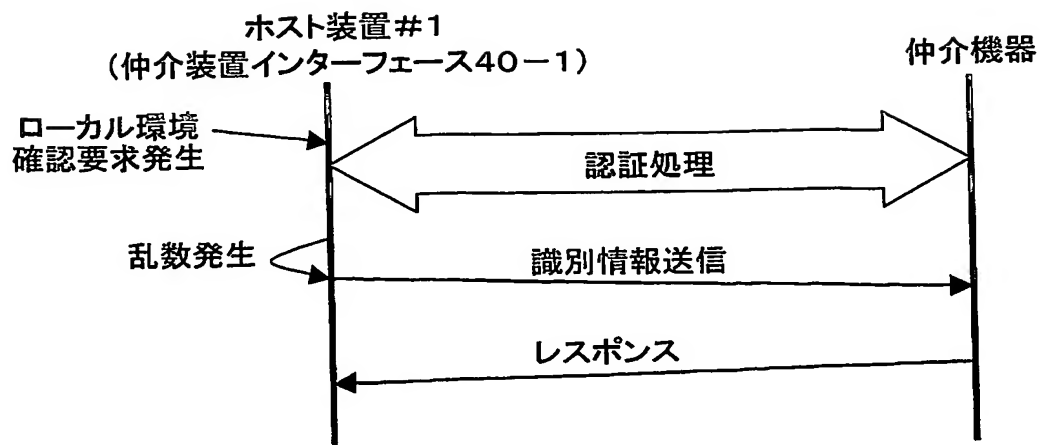 ホスト装置#1
(仲介装置インターフェース40-1)
仲介機器
ローカル環境
確認要求発生
認証処理
乱数発生
識別情報送信
レスポンス